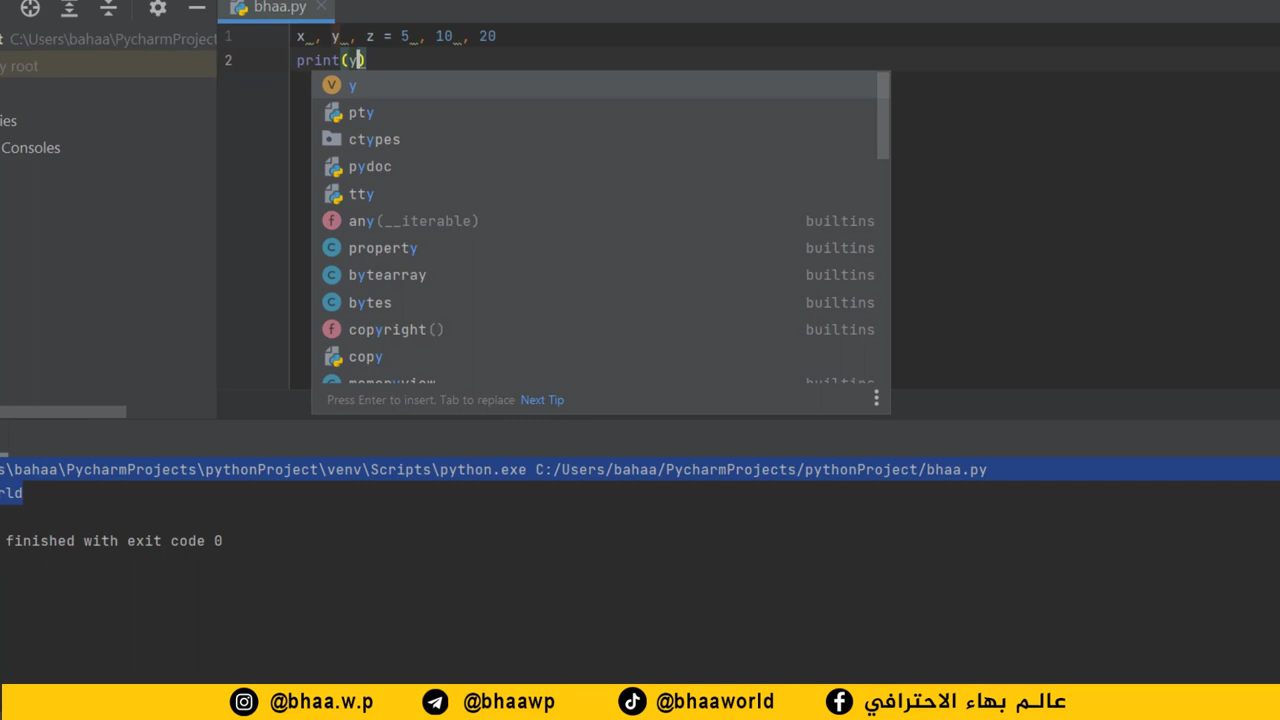 bhaa.py
C:\Users\bahaa\PycharmProject
1 x , y , z = 5 , 10 , 20
y root
2 print(y)
y
pty
ies
ctypes
Consoles
pydoc
tty
any(__iterable) builtins
property builtins
bytearray builtins
bytes builtins
copyright() builtins
copy
memoryview builtins
Press Enter to insert, Tab to replace Next Tip
s\bahaa\PycharmProjects\pythonProject\venv\Scripts\python.exe C:/Users/bahaa/PycharmProjects/pythonProject/bhaa.py
rld
finished with exit code 0
@bhaa.w.p @bhaawp @bhaaworld عالم بهاء الاحترافي